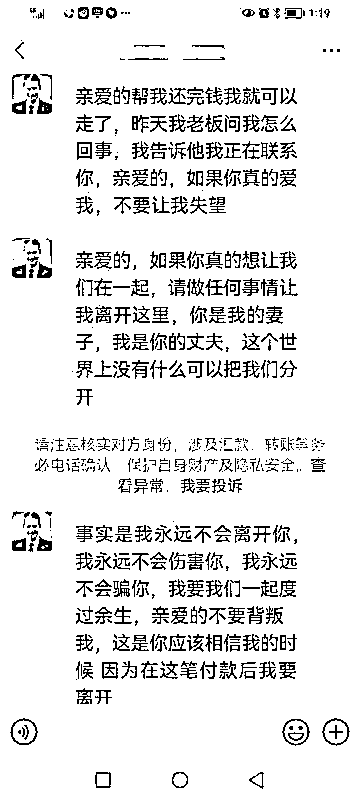 1:19
亲爱的帮我还完钱我就可以
走了，昨天我老板问我怎么
回事，我告诉他我正在联系
你，亲爱的，如果你真的爱
我，不要让我失望
亲爱的，如果你真的想让我
们在一起，请做任何事情让
我离开这里，你是我的妻
子，我是你的丈夫，这个世
界上没有什么可以把我们分
开
请注意核实对方身份，涉及汇款、转账等务
必电话确认，保护自身财产及隐私安全。查
看异常，我要投诉
事实是我永远不会离开你，
我永远不会伤害你，我永远
不会骗你，我要我们一起度
过余生，亲爱的不要背叛
我，这是你应该相信我的时
候 因为在这笔付款后我要
离开